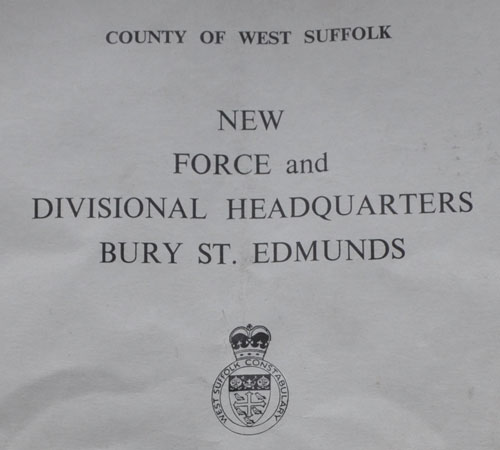 COUNTY OF WEST SUFFOLK
NEW
FORCE and
DIVISIONAL HEADQUARTERS
BURY ST. EDMUNDS
WEST SUFFOLK CONSTABULARY